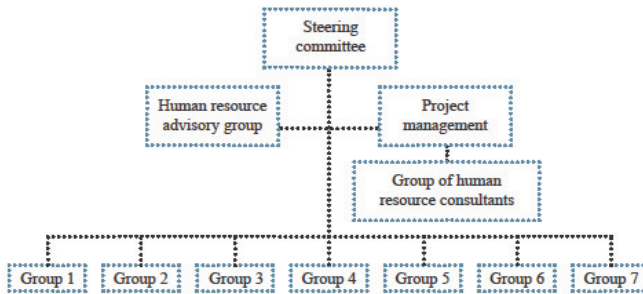 Steering
committee
Human resource
advisory group
Project
management
Group of human
resource consultants
Group 1
Group 2
Group 3
Group 4
Group 5
Group 6
Group 7